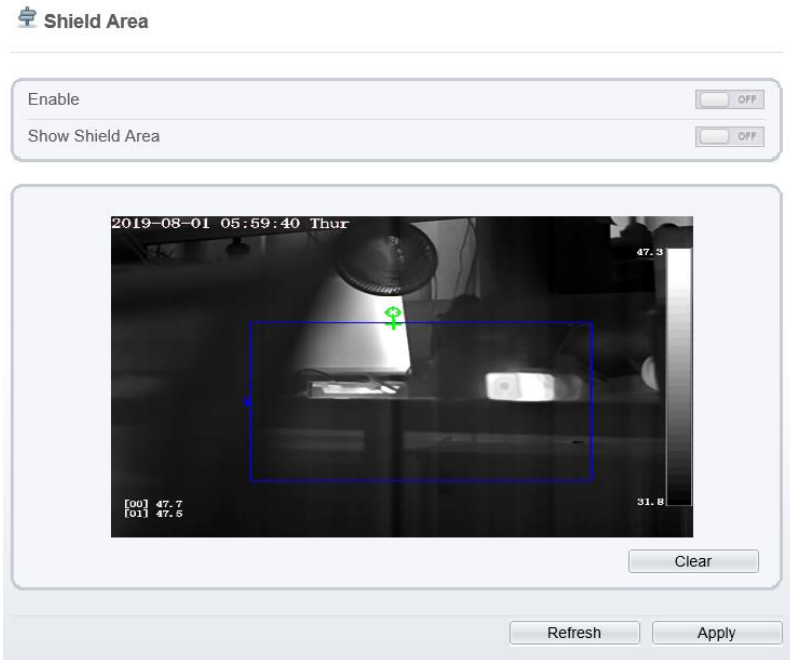 Shield Area
Enable
OFF
Show Shield Area
OFF
2019-08-01 05:59:40 Thur
47.3
[00] 47.7
[01] 47.5
31.8
Clear
Refresh
Apply